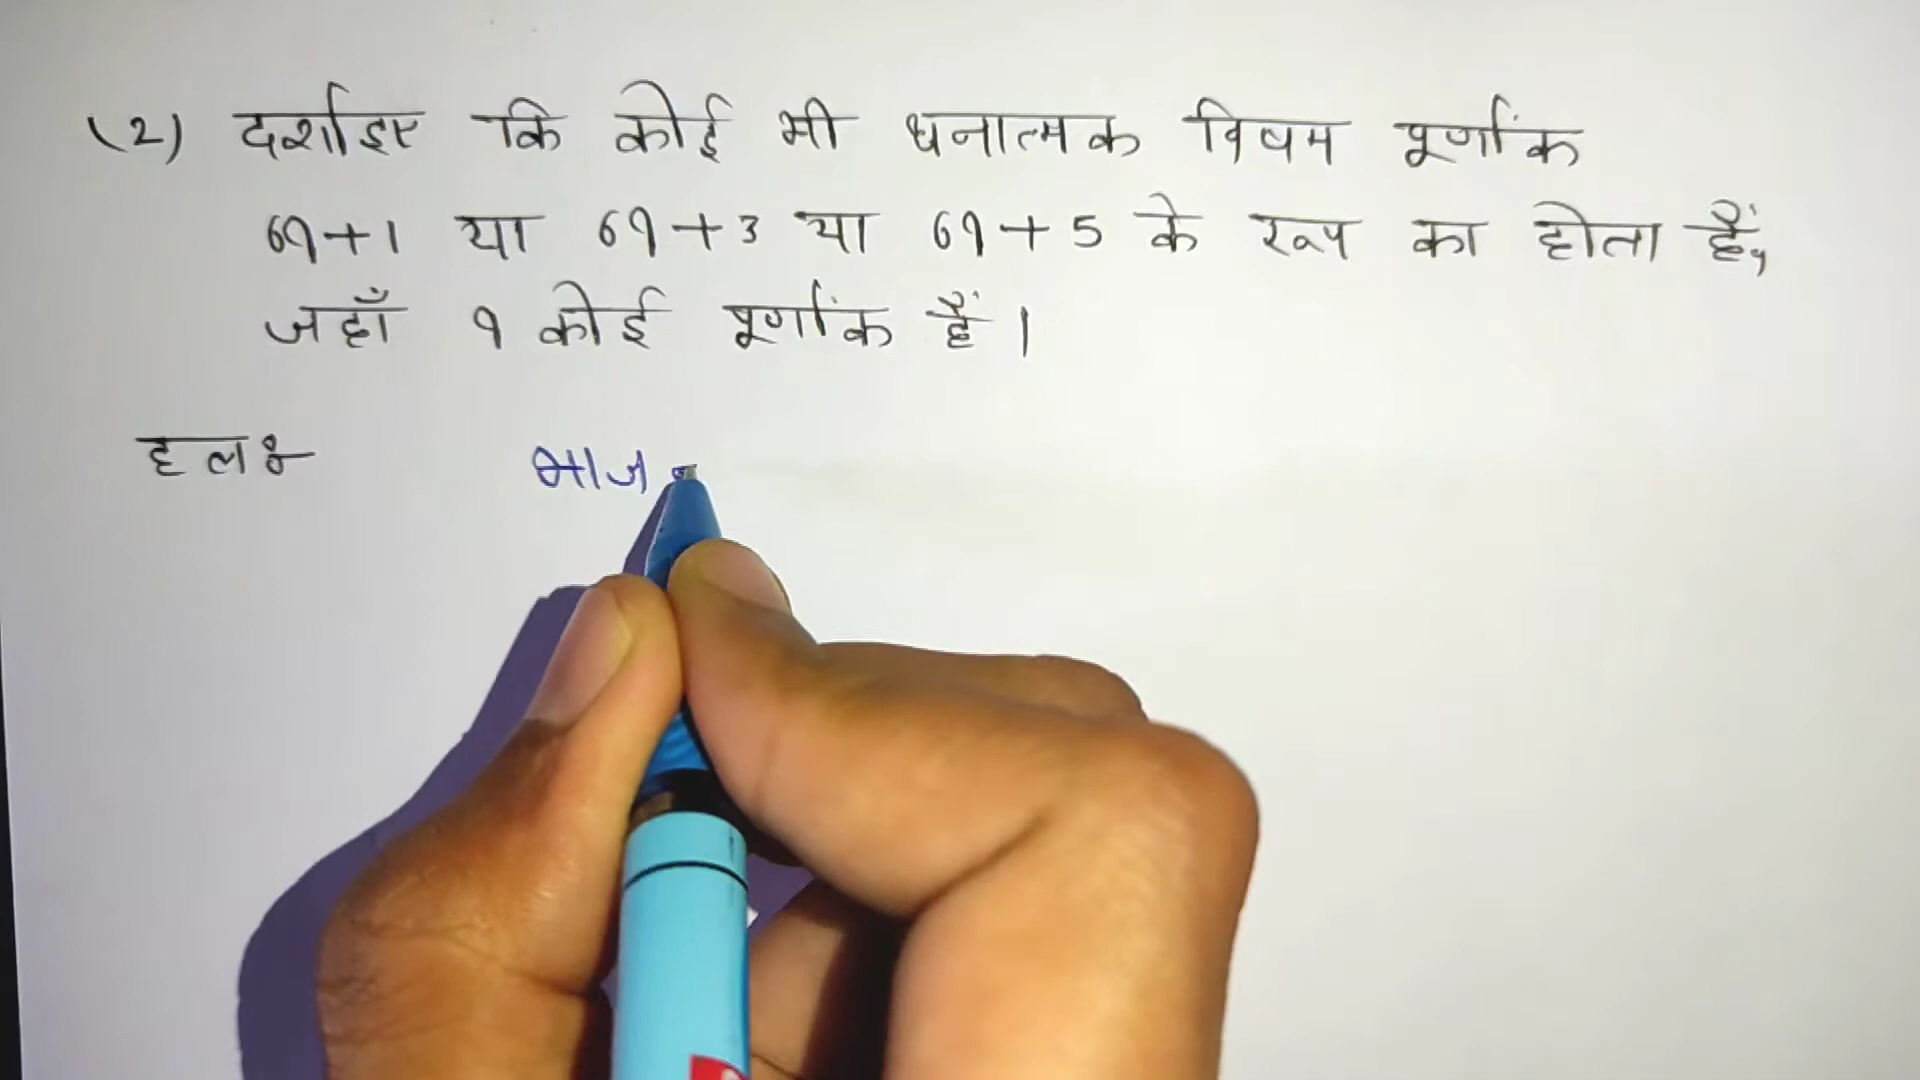 (2) दर्शाइए कि कोई भी धनात्मक विषम पूर्णांक
6q+1 या 6q+3 या 6q+5 के रूप का होता हैं,
जहाँ q कोई पूर्णांक हैं।
हलः-
भाज